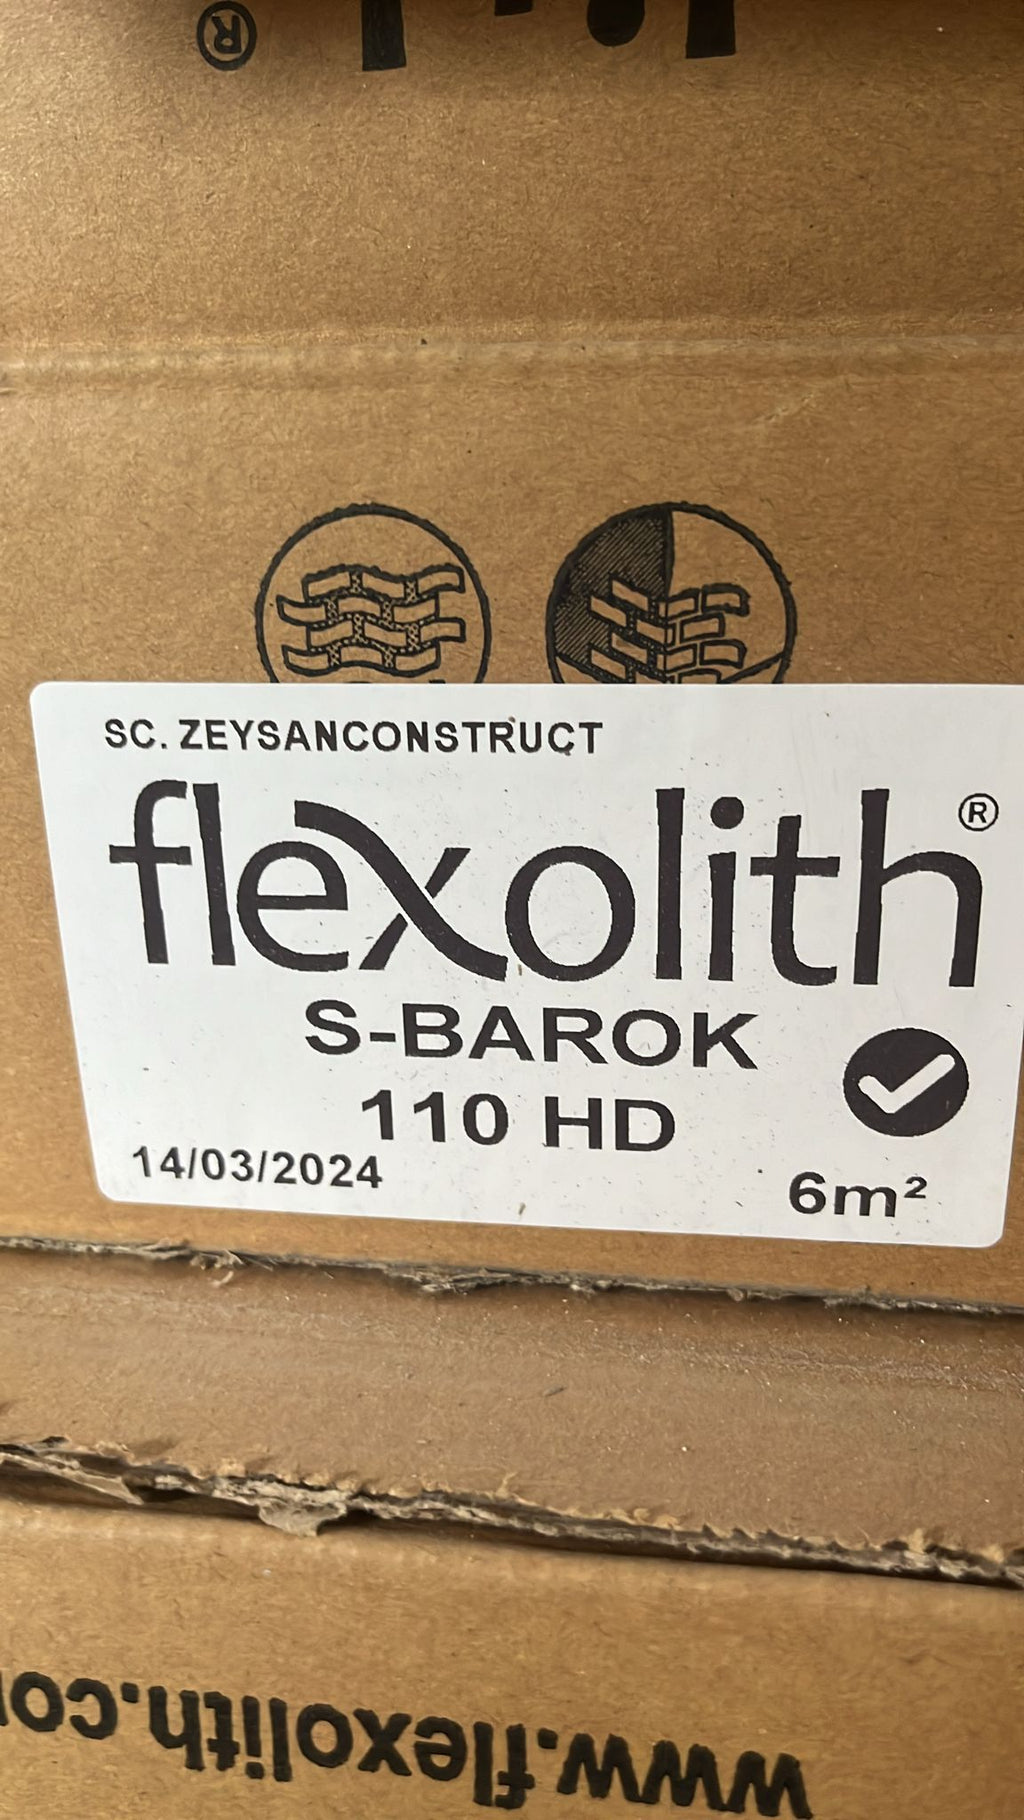 ®
SC. ZEYSANCONSTRUCT
flexolith®
S-BAROK
110 HD
14/03/2024
6m²
www.flexolith.co